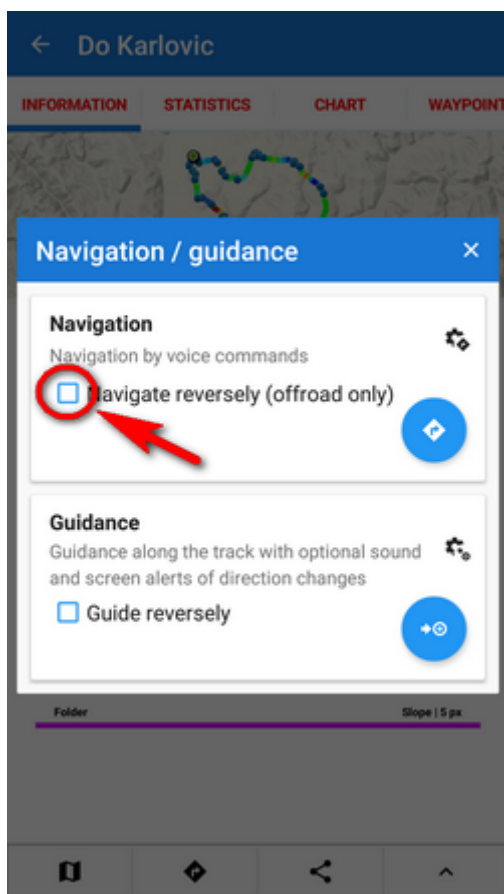 Do Karlovic
INFORMATION STATISTICS CHART WAYPOINT
Navigation / guidance
Navigation
Navigation by voice commands
Navigate reversely (offroad only)
Guidance
Guidance along the track with optional sound
and screen alerts of direction changes
Guide reversely
Folder Slope | 5 px